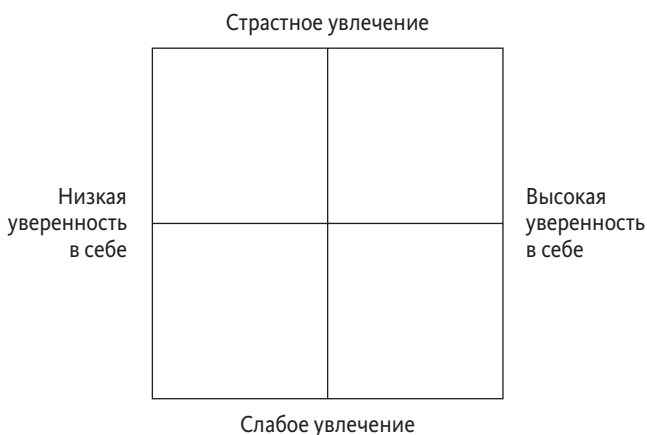 Страстное увлечение
Низкая
уверенность
в себе
Высокая
уверенность
в себе
Слабое увлечение